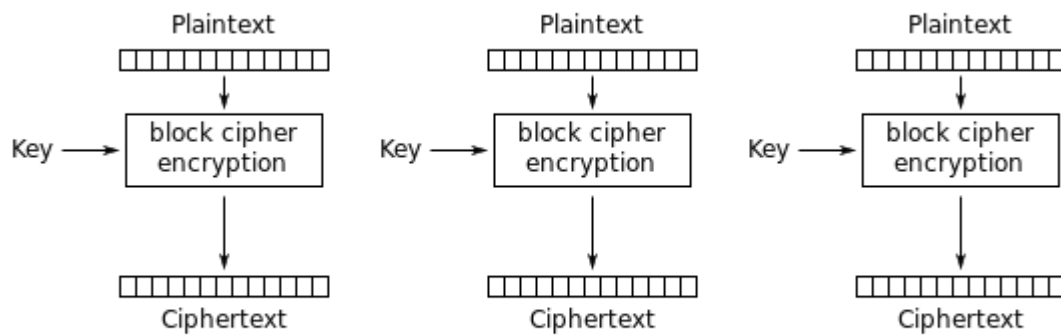 Plaintext Plaintext Plaintext
Key block cipher encryption Key block cipher encryption Key block cipher encryption
Ciphertext Ciphertext Ciphertext